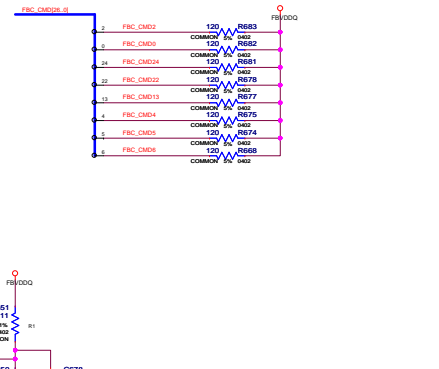 FBC_CMD[26..0]
FBVDDQ
2 FBC_CMD2 120 R683
COMMON 5% 0402
0 FBC_CMD0 120 R682
COMMON 5% 0402
24 FBC_CMD24 120 R681
COMMON 5% 0402
22 FBC_CMD22 120 R678
COMMON 5% 0402
13 FBC_CMD13 120 R677
COMMON 5% 0402
4 FBC_CMD4 120 R675
COMMON 5% 0402
5 FBC_CMD5 120 R674
COMMON 5% 0402
6 FBC_CMD6 120 R668
COMMON 5% 0402
FBVDDQ
51
11
1%
402
ON
R1